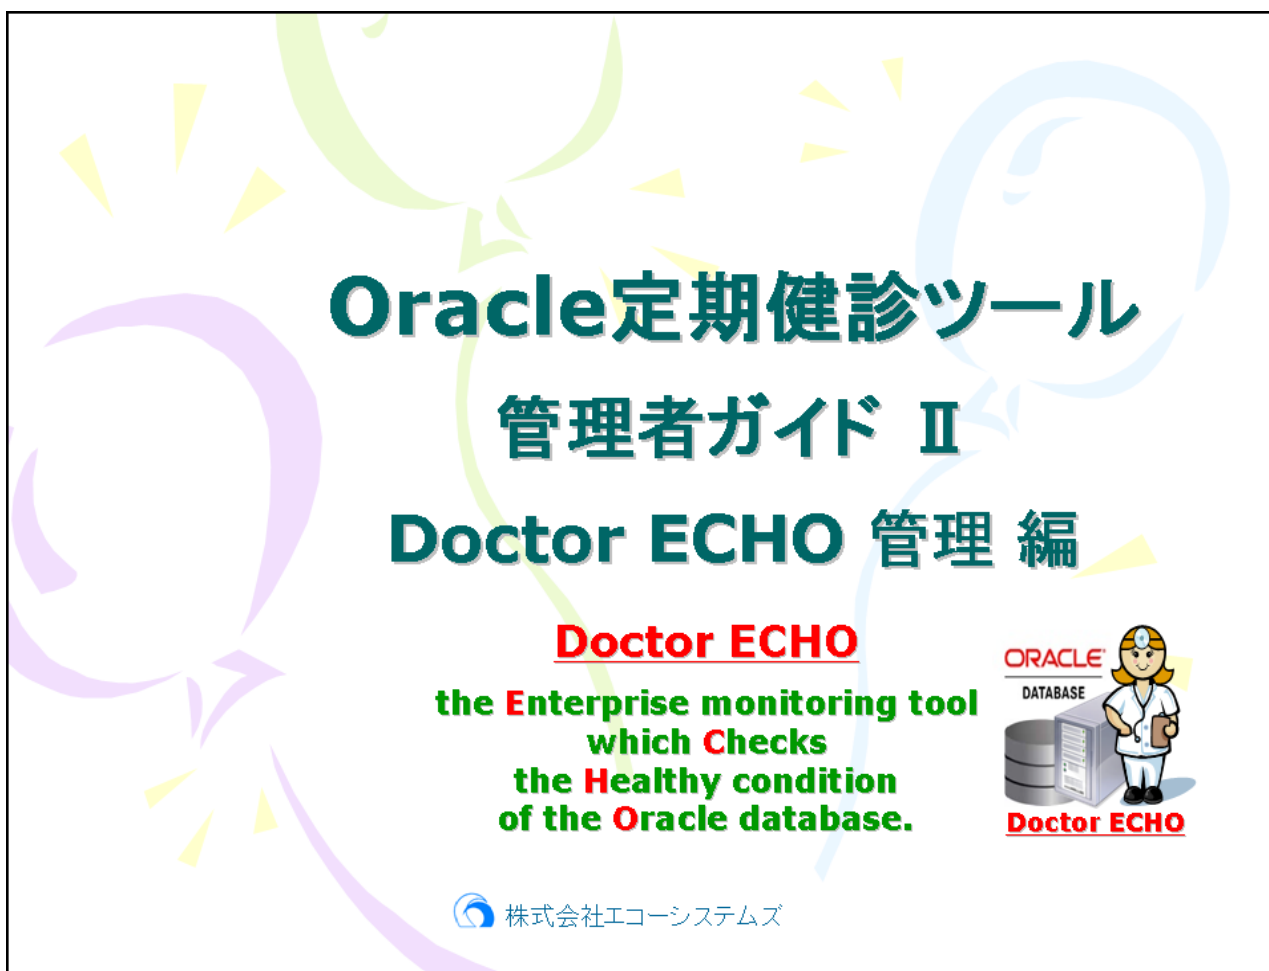 Oracle定期健診ツール
管理者ガイド Ⅱ
Doctor ECHO 管理 編
Doctor ECHO
the Enterprise monitoring tool
which Checks
the Healthy condition
of the Oracle database.
ORACLE
DATABASE
Doctor ECHO
株式会社エコーシステムズ